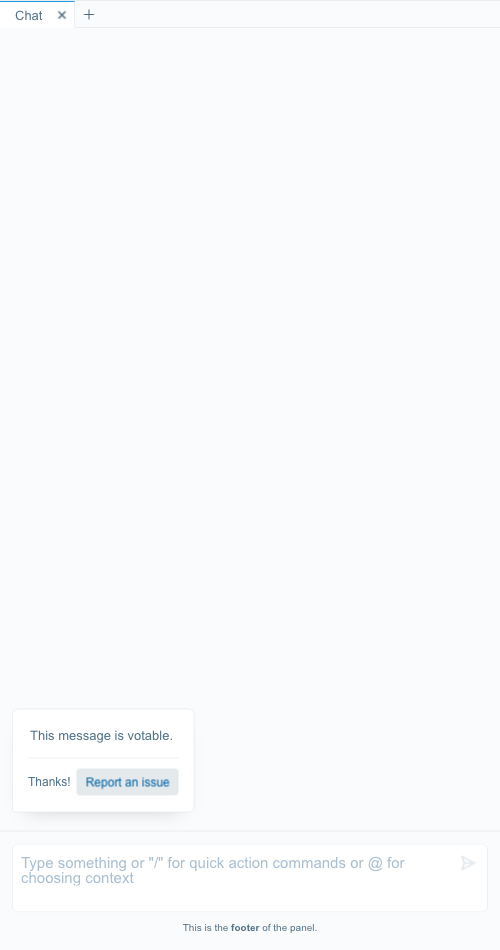 Chat
This message is votable.
Thanks! Report an issue
Type something or "/" for quick action commands or @ for
choosing context
This is the footer of the panel.